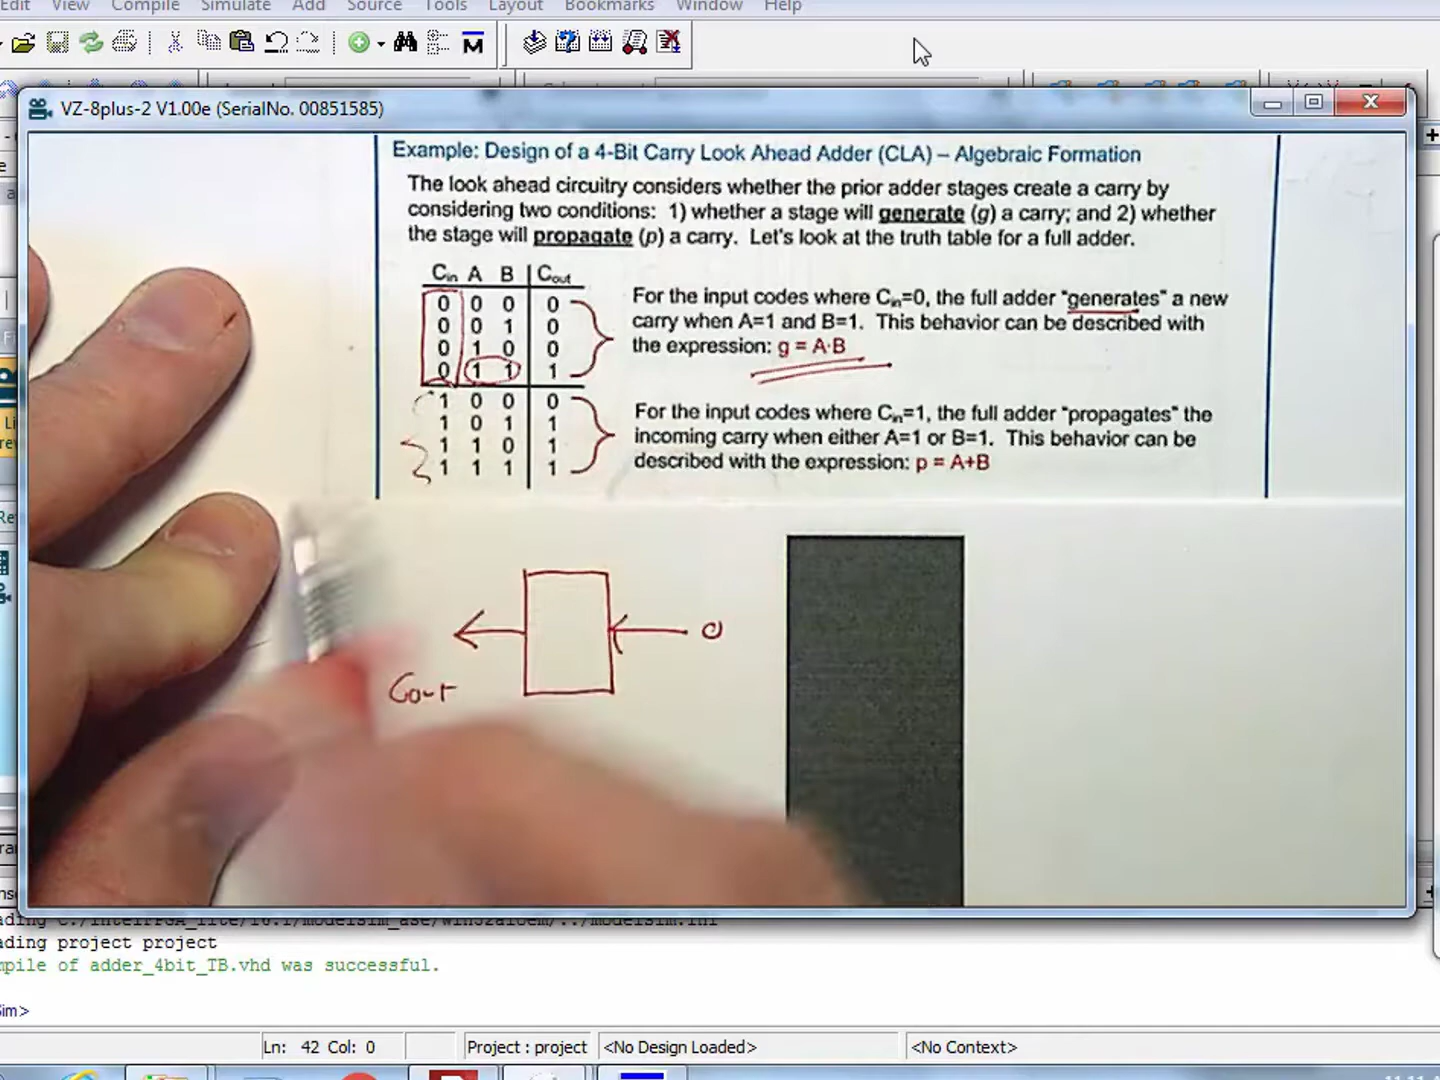 Edit View Compile Simulate Add Source Tools Layout Bookmarks Window Help
VZ-8plus-2 V1.00e (SerialNo. 00851585)
Example: Design of a 4-Bit Carry Look Ahead Adder (CLA) – Algebraic Formation
The look ahead circuitry considers whether the prior adder stages create a carry by
considering two conditions: 1) whether a stage will generate (g) a carry; and 2) whether
the stage will propagate (p) a carry. Let's look at the truth table for a full adder.
Cin A B Cout
0 0 0 0
0 0 1 0
0 1 0 0
0 1 1 1
1 0 0 0
1 0 1 1
1 1 0 1
1 1 1 1
For the input codes where Cin=0, the full adder "generates" a new
carry when A=1 and B=1. This behavior can be described with
the expression: g = A·B
For the input codes where Cin=1, the full adder "propagates" the
incoming carry when either A=1 or B=1. This behavior can be
described with the expression: p = A+B
0
Cout
ading project project
mpile of adder_4bit_TB.vhd was successful.
Sim>
Ln: 42 Col: 0 Project : project <No Design Loaded> <No Context>